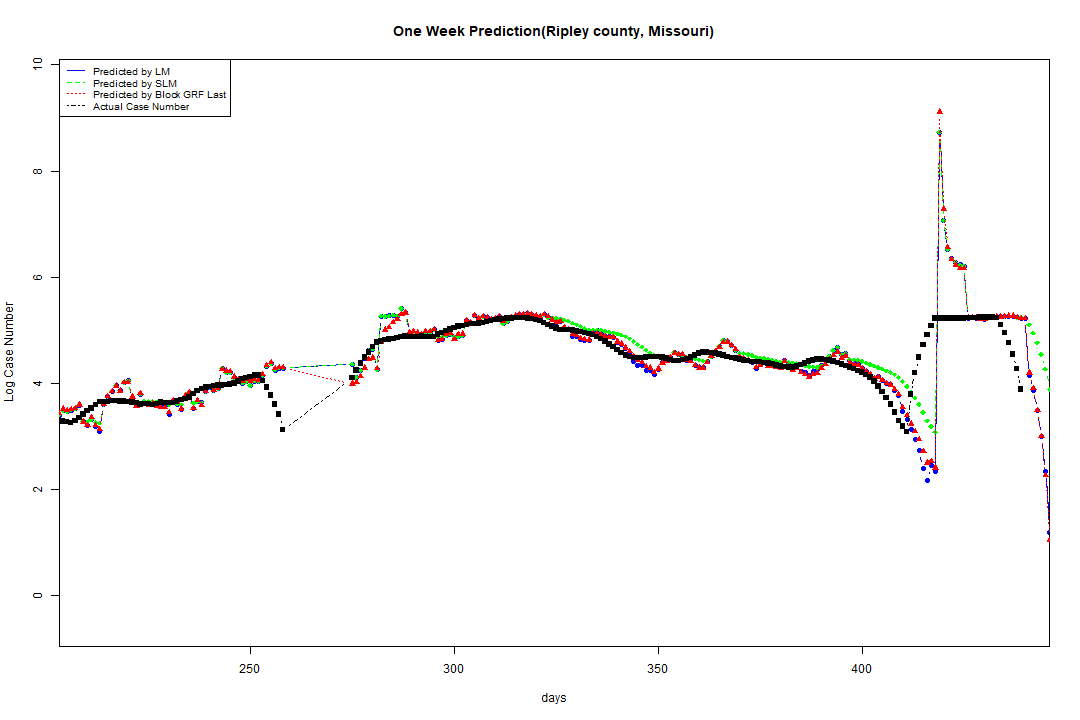 One Week Prediction(Ripley county, Missouri)
10
8
6
4
2
0
Log Case Number
Predicted by LM
Predicted by SLM
Predicted by Block GRF Last
Actual Case Number
250
300
350
400
days